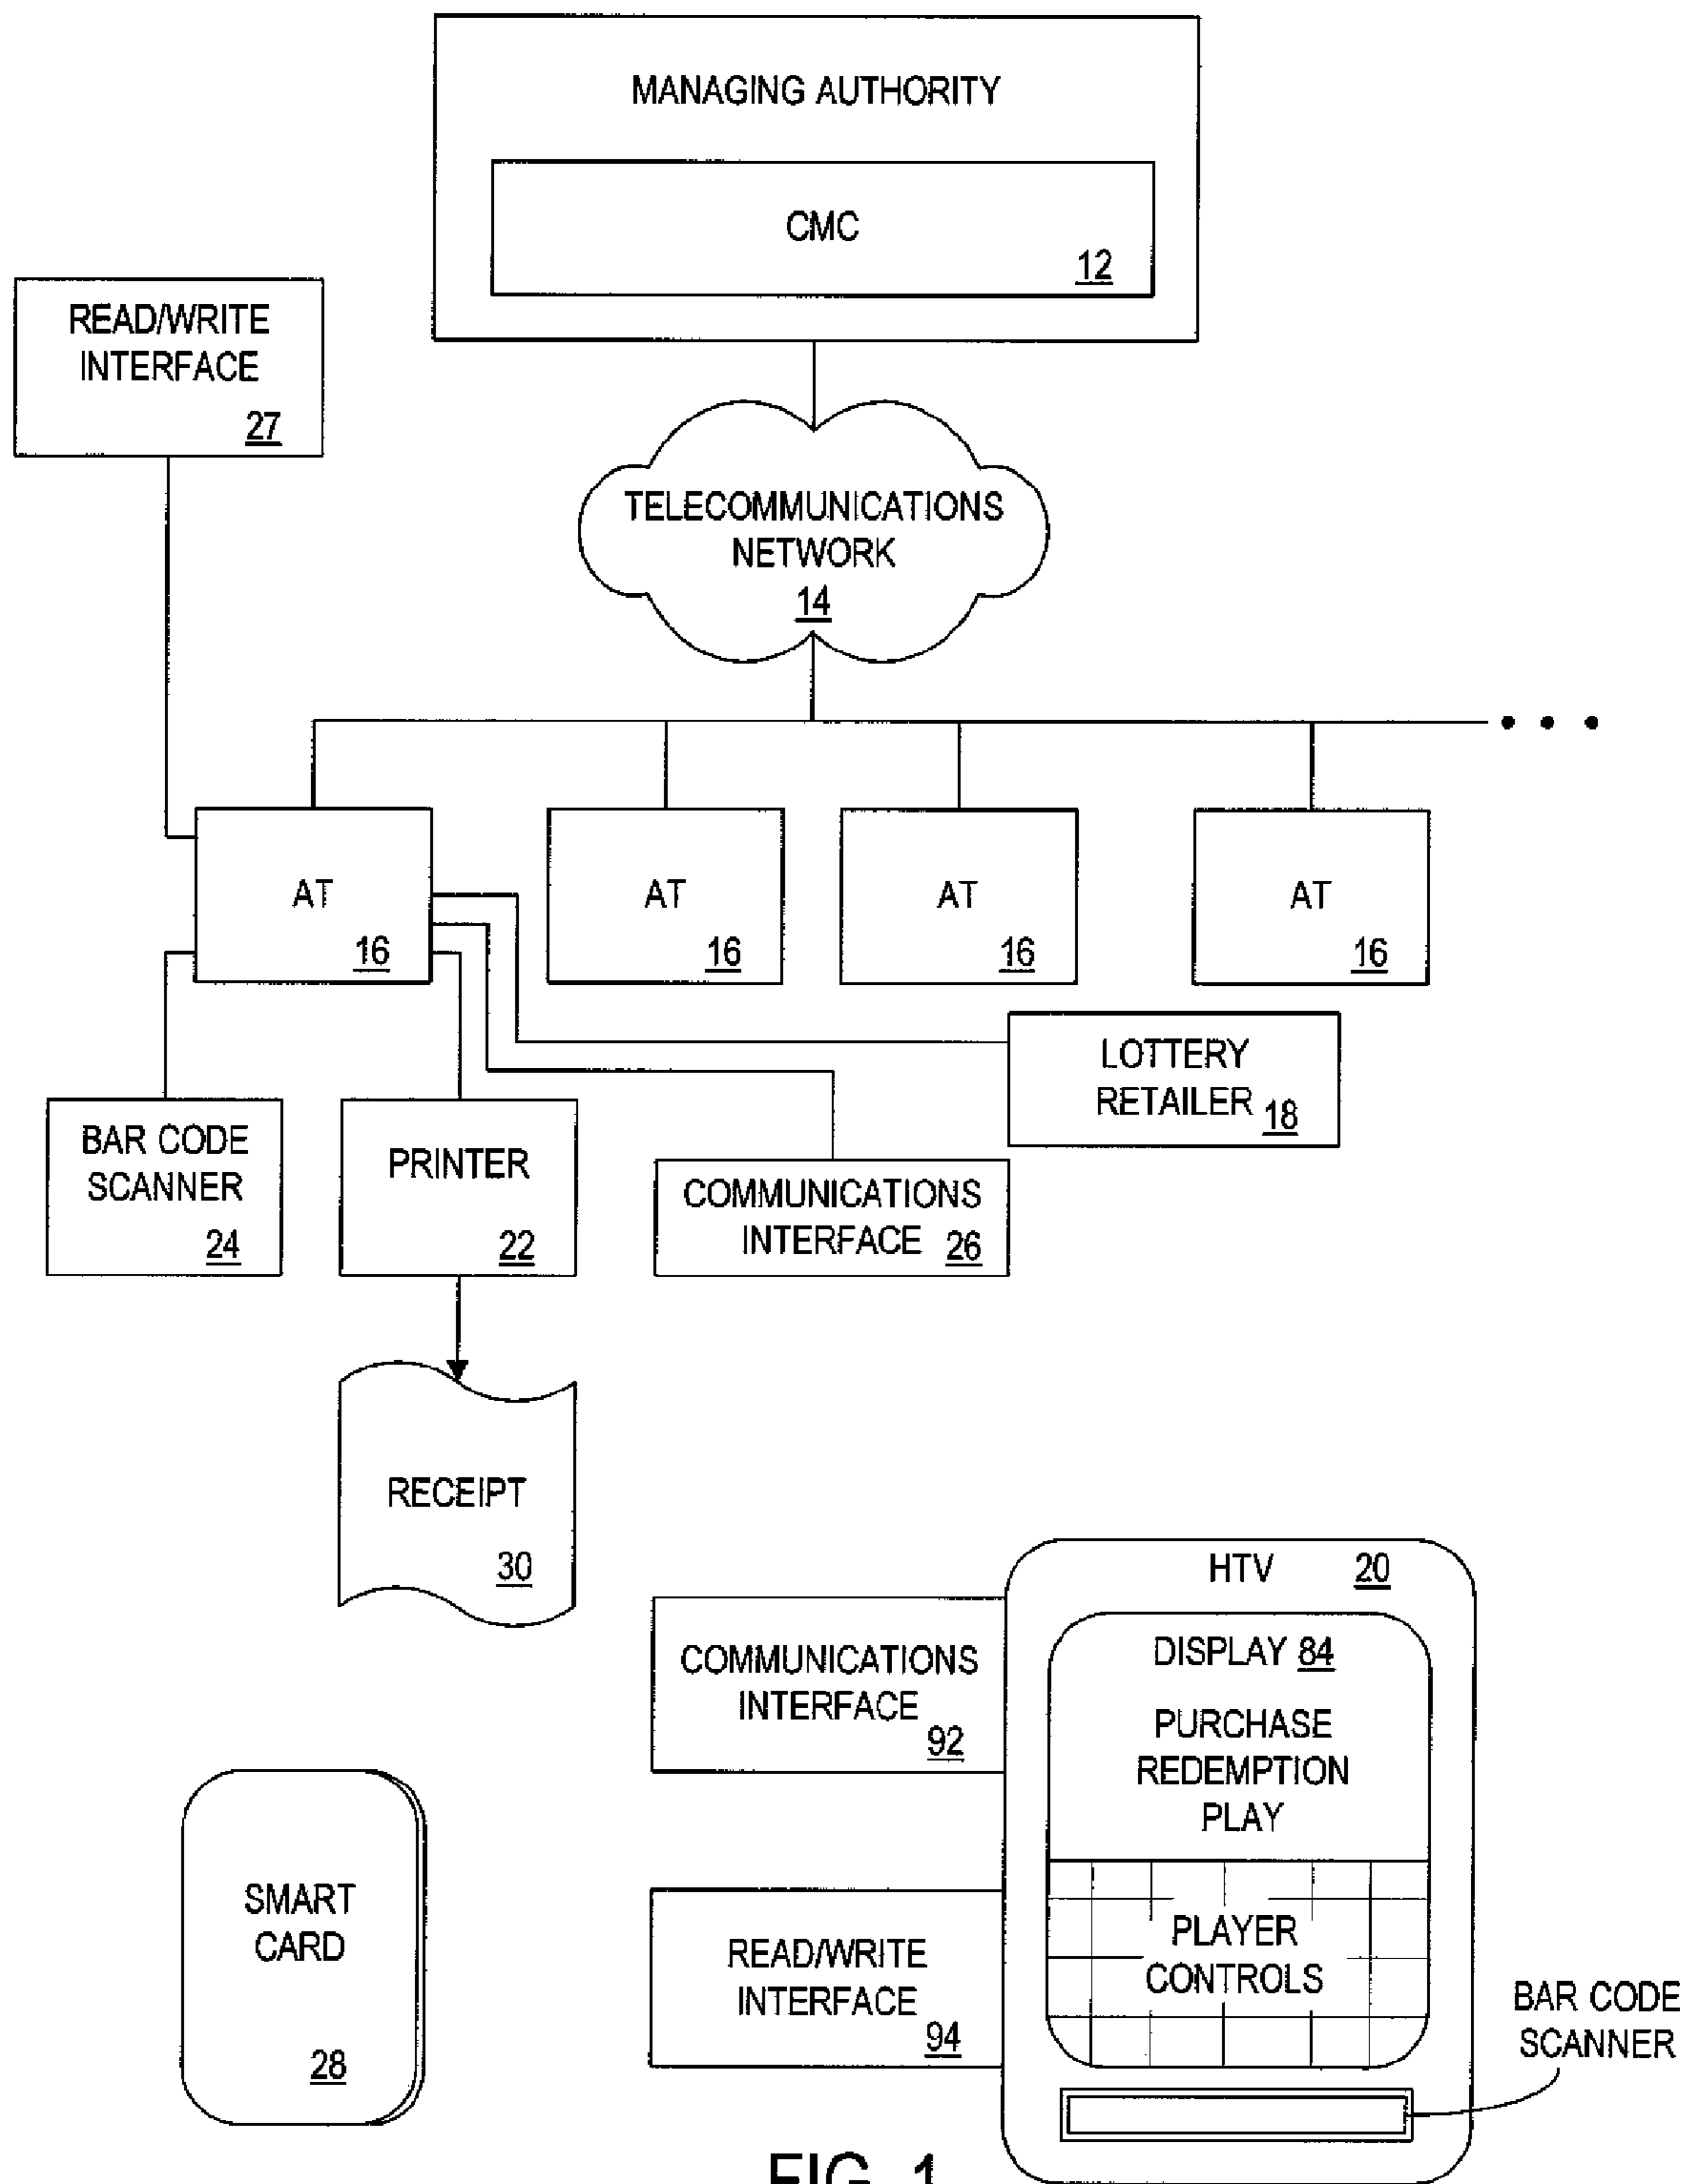 MANAGING AUTHORITY
CMC
12
READ/WRITE
INTERFACE
27
TELECOMMUNICATIONS
NETWORK
14
AT
16
AT
16
AT
16
AT
16
LOTTERY
RETAILER 18
BAR CODE
SCANNER
24
PRINTER
22
COMMUNICATIONS
INTERFACE 26
RECEIPT
30
HTV 20
DISPLAY 84
PURCHASE
REDEMPTION
PLAY
COMMUNICATIONS
INTERFACE
92
SMART
CARD
28
READ/WRITE
INTERFACE
94
PLAYER
CONTROLS
BAR CODE
SCANNER
FIG. 1